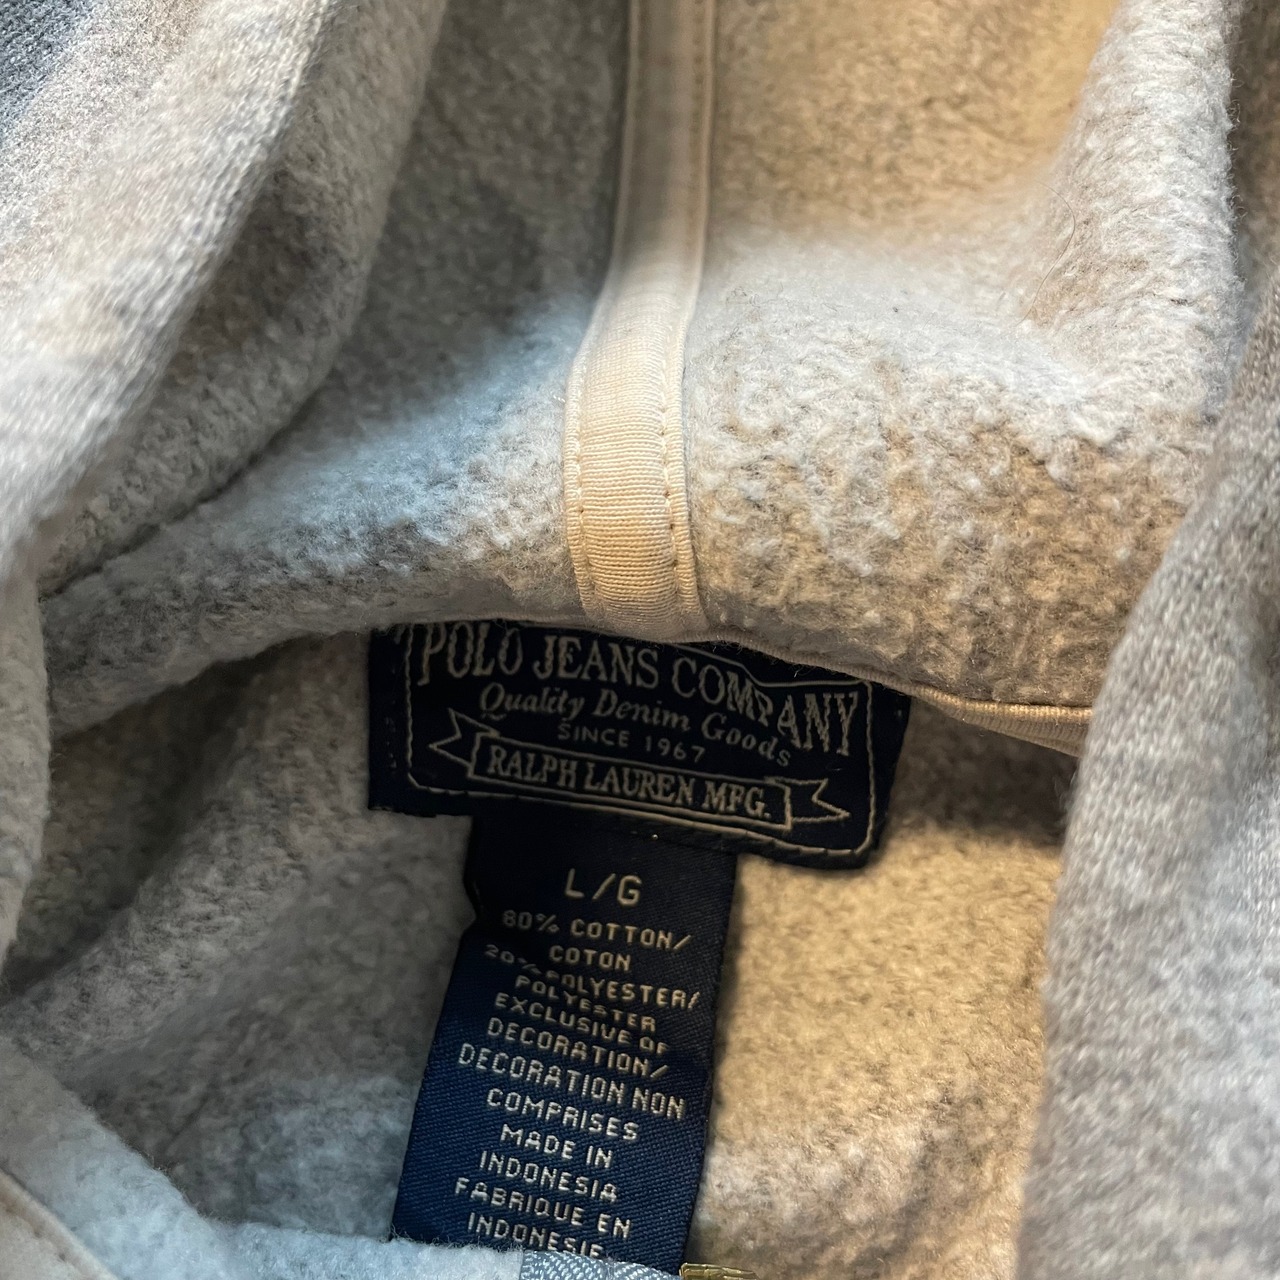 POLO JEANS COMPANY
Quality Denim Goods
SINCE 1967
RALPH LAUREN MFG.
L/G
80% COTTON/
COTON
20% POLYESTER/
POLYESTER
EXCLUSIVE OF
DECORATION/
DECORATION NON
COMPRISES
MADE IN
INDONESIA
FABRIQUE EN
INDONESIE